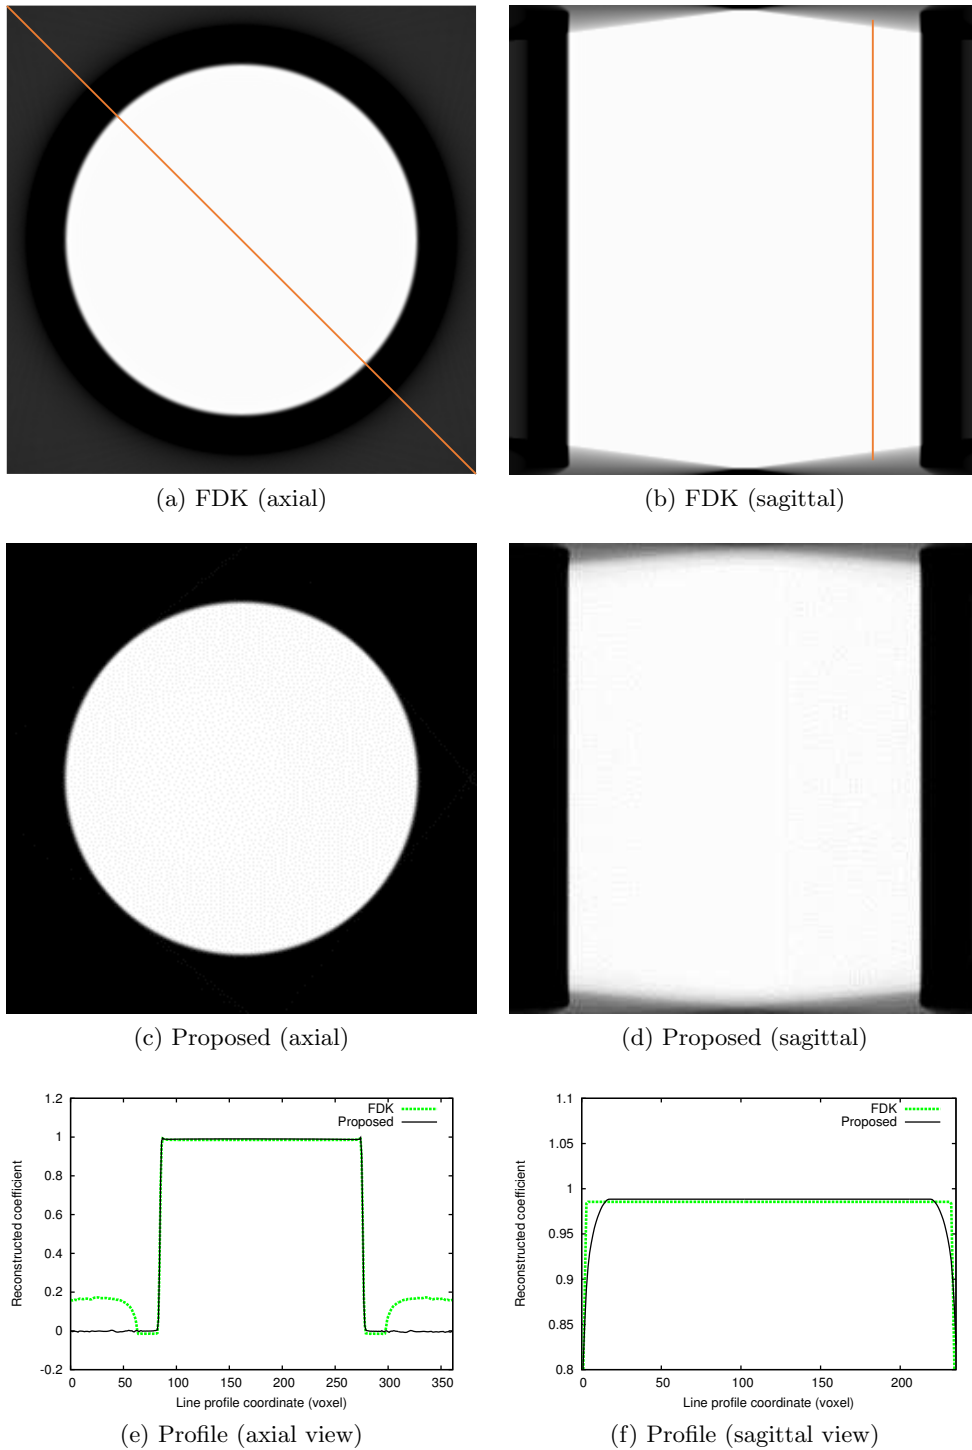 (a) FDK (axial)
(b) FDK (sagittal)
(c) Proposed (axial)
(d) Proposed (sagittal)
1.2
1
0.8
0.6
0.4
0.2
0
-0.2
Reconstructed coefficient
FDK
Proposed
0 50 100 150 200 250 300 350
Line profile coordinate (voxel)
(e) Profile (axial view)
1.1
1.05
1
0.95
0.9
0.85
0.8
Reconstructed coefficient
FDK
Proposed
0 50 100 150 200
Line profile coordinate (voxel)
(f) Profile (sagittal view)